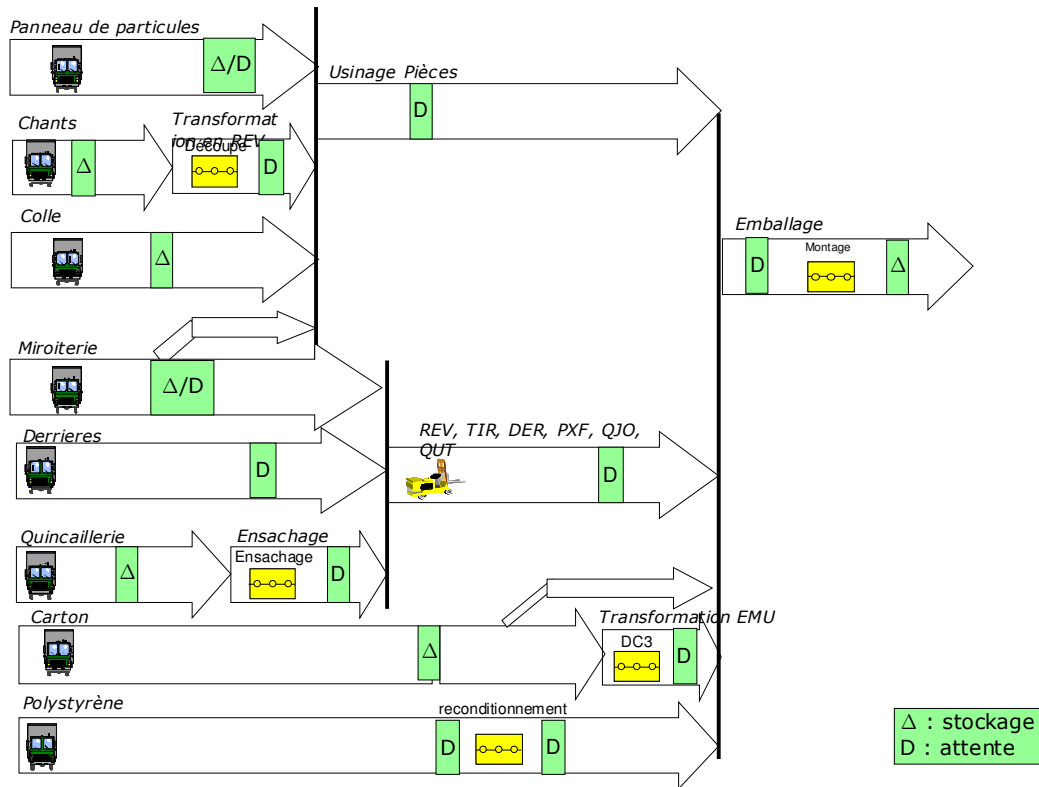 Panneau de particules
Δ/D
Usinage Pièces
D
Chants
Δ
Transformat
ion en REV
Découpe
D
Colle
Δ
Emballage
D
Montage
Δ
Miroiterie
Δ/D
Derrieres
D
REV, TIR, DER, PXF, QJO,
QUT
D
Quincaillerie
Δ
Ensachage
Ensachage
D
Carton
Δ
Transformation EMU
DC3
D
Polystyrène
reconditionnement
D
D
Δ : stockage
D : attente